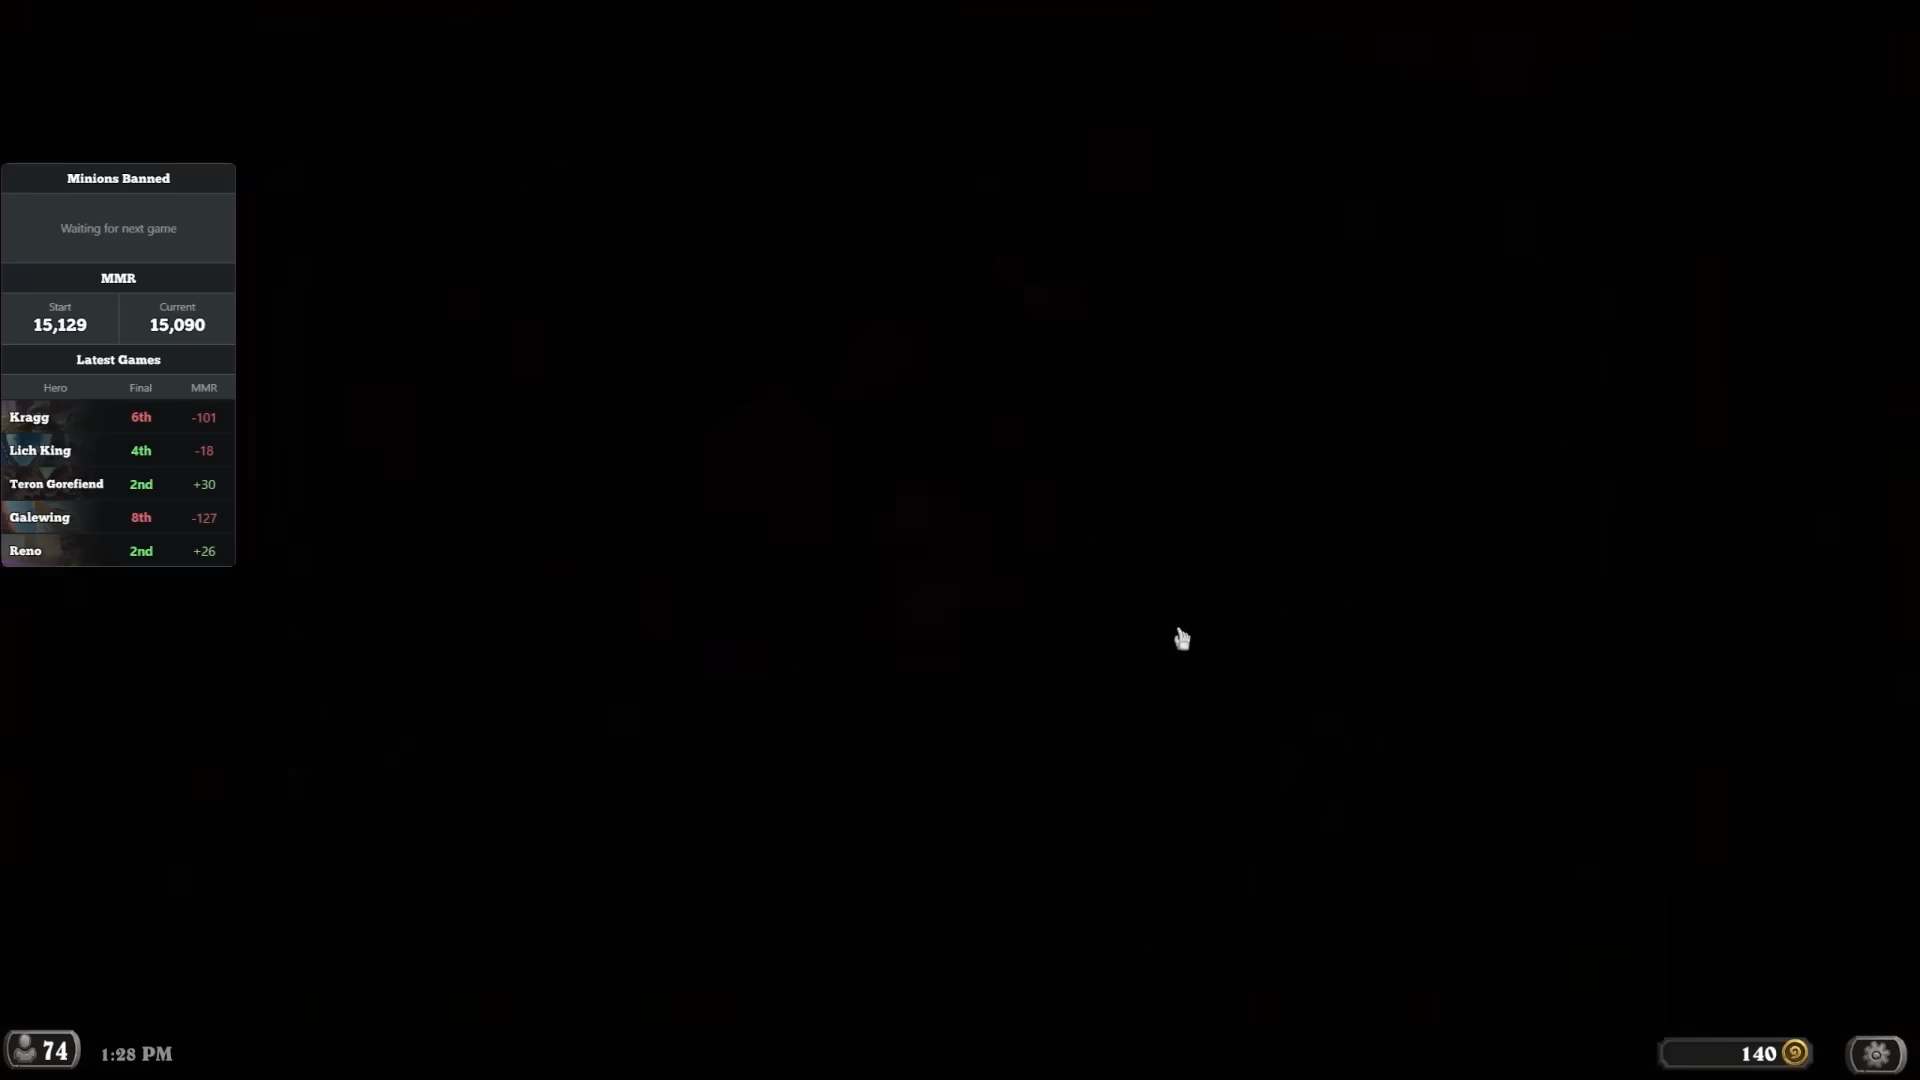 Minions Banned
Waiting for next game
MMR
Start Current
15,129 15,090
Latest Games
Hero Final MMR
Kragg 6th -101
Lich King 4th -18
Teron Gorefiend 2nd +30
Galewing 8th -127
Reno 2nd +26
74 1:28 PM 140